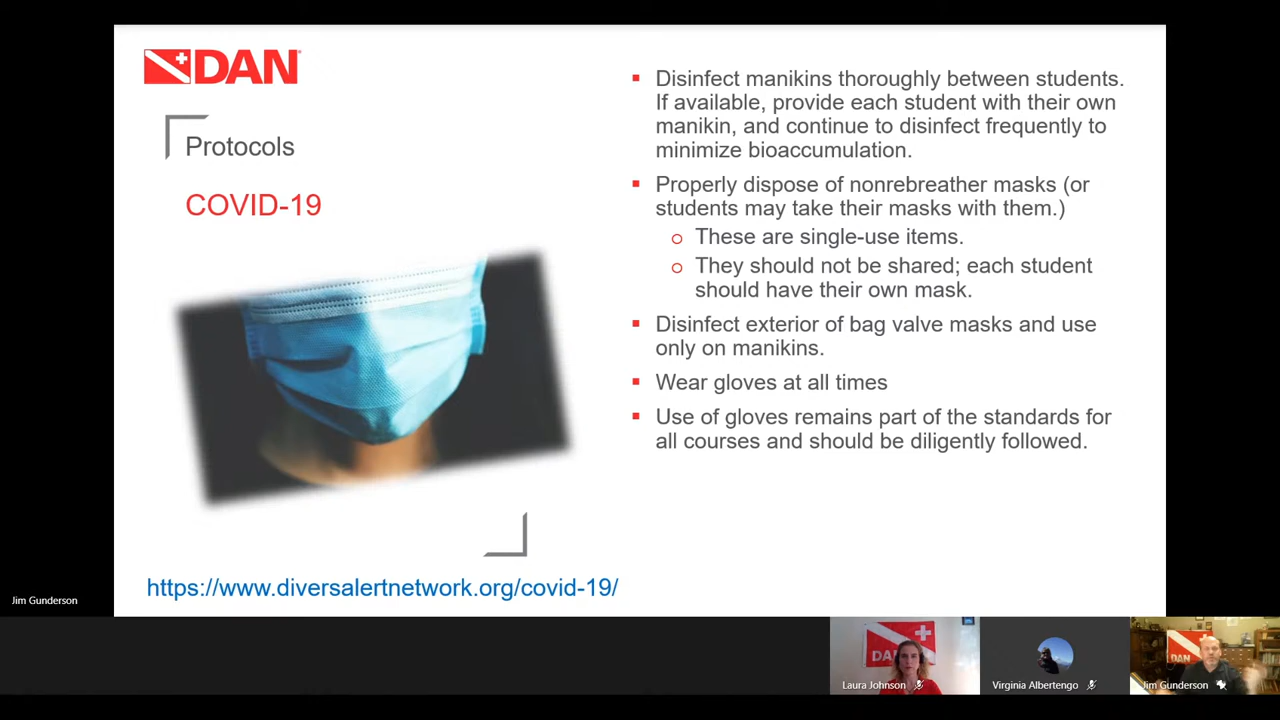 DAN
Protocols
COVID-19
Disinfect manikins thoroughly between students.
If available, provide each student with their own
manikin, and continue to disinfect frequently to
minimize bioaccumulation.
Properly dispose of nonrebreather masks (or
students may take their masks with them.)
These are single-use items.
They should not be shared; each student
should have their own mask.
Disinfect exterior of bag valve masks and use
only on manikins.
Wear gloves at all times
Use of gloves remains part of the standards for
all courses and should be diligently followed.
https://www.diversalertnetwork.org/covid-19/
Jim Gunderson
DAN
Laura Johnson
Virginia Albertengo
DAN
Jim Gunderson